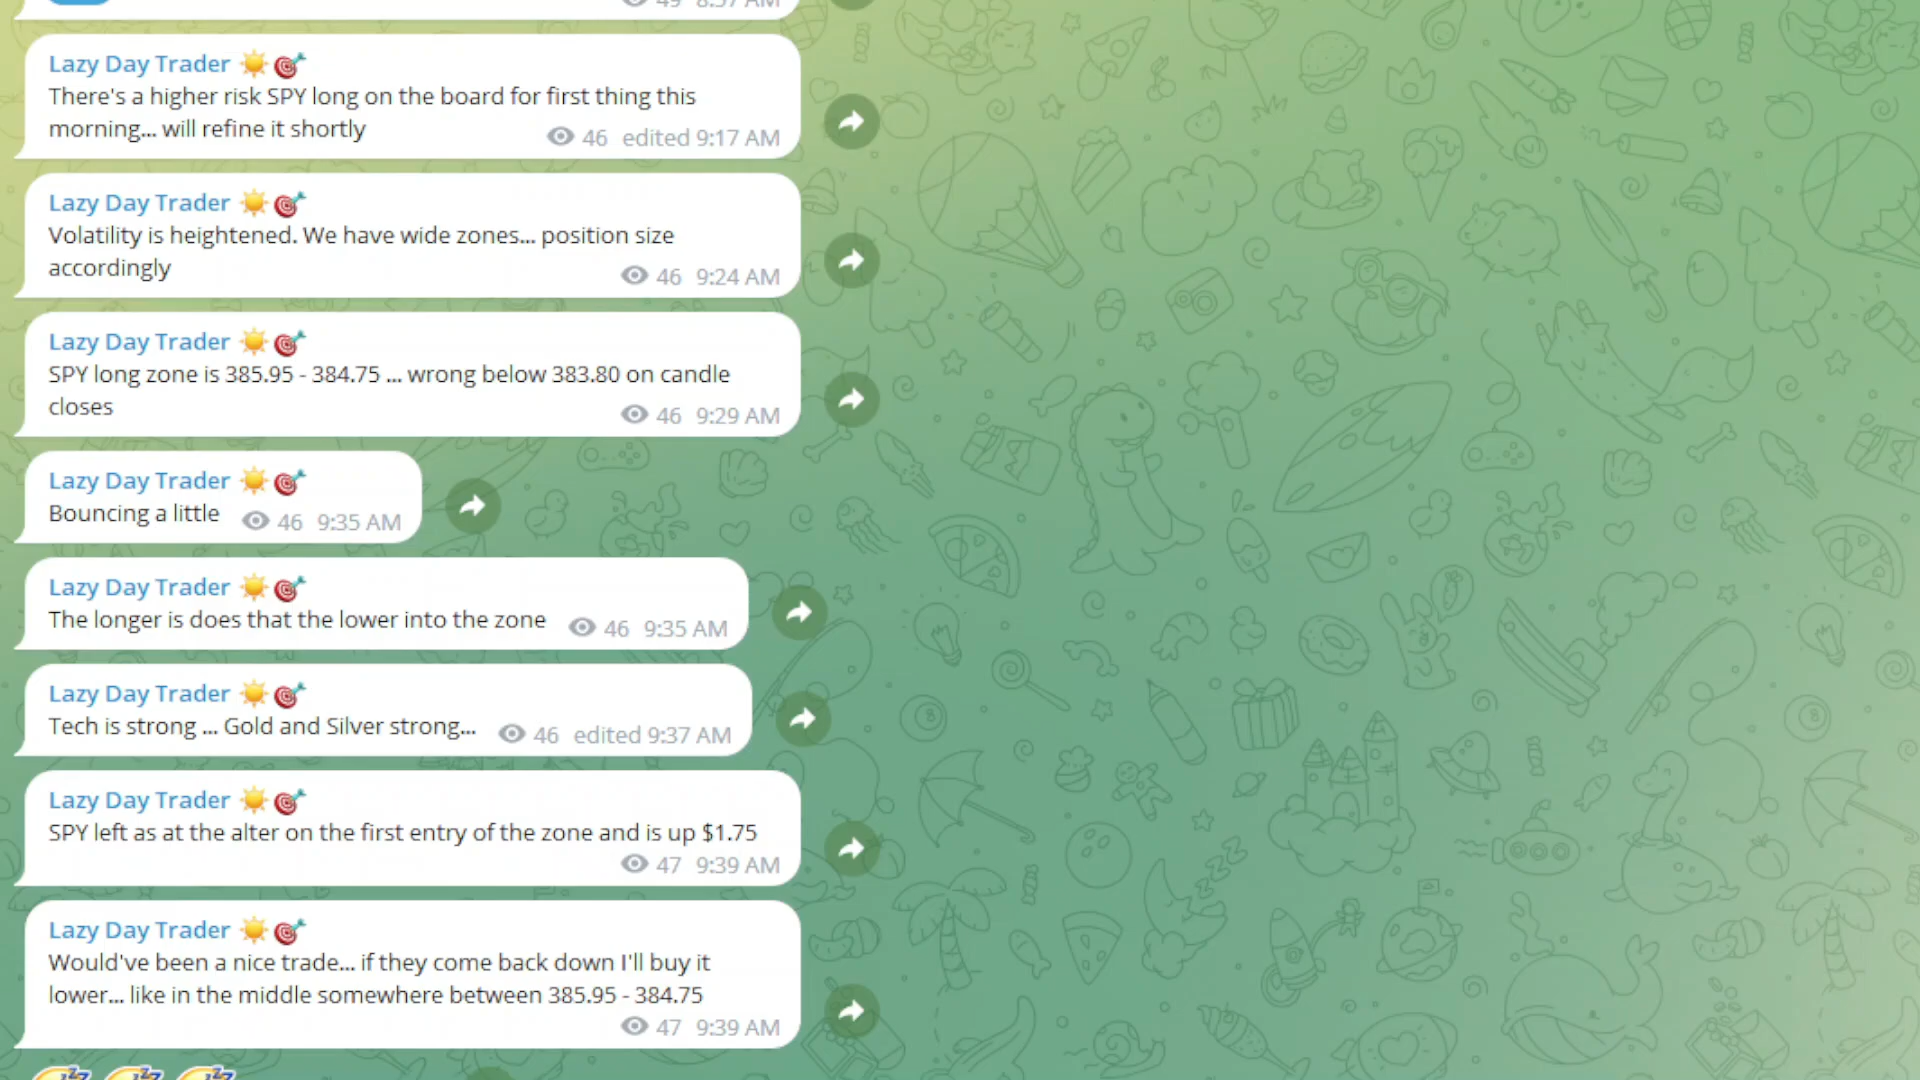 49 8:57 AM
Lazy Day Trader
There's a higher risk SPY long on the board for first thing this
morning... will refine it shortly
46 edited 9:17 AM
Lazy Day Trader
Volatility is heightened. We have wide zones... position size
accordingly
46 9:24 AM
Lazy Day Trader
SPY long zone is 385.95 - 384.75 ... wrong below 383.80 on candle
closes
46 9:29 AM
Lazy Day Trader
Bouncing a little
46 9:35 AM
Lazy Day Trader
The longer is does that the lower into the zone
46 9:35 AM
Lazy Day Trader
Tech is strong ... Gold and Silver strong...
46 edited 9:37 AM
Lazy Day Trader
SPY left as at the alter on the first entry of the zone and is up $1.75
47 9:39 AM
Lazy Day Trader
Would've been a nice trade... if they come back down I'll buy it
lower... like in the middle somewhere between 385.95 - 384.75
47 9:39 AM